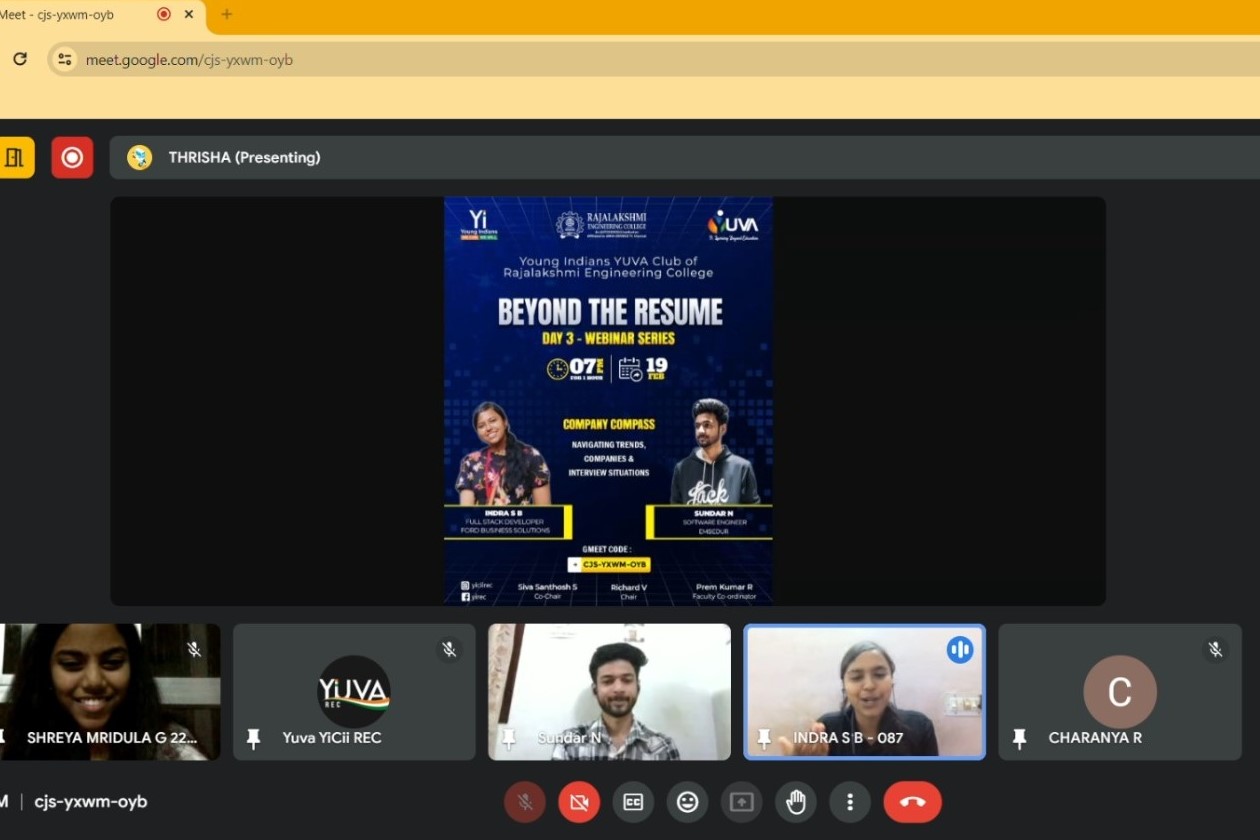 Meet - cjs-yxwm-oyb
meet.google.com/cjs-yxwm-oyb
THRISHA (Presenting)
Yi
Young Indians
RAJALAKSHMI
ENGINEERING COLLEGE
YUVA
Young Indians YUVA Club of
Rajalakshmi Engineering College
BEYOND THE RESUME
DAY 3 - WEBINAR SERIES
07 PM
FOR 1 HOUR
19
FEB
COMPANY COMPASS
NAVIGATING TRENDS,
COMPANIES &
INTERVIEW SITUATIONS
Jack
INDRA S B
FULL STACK DEVELOPER
FORD BUSINESS SOLUTIONS
SUNDAR N
SOFTWARE ENGINEER
EMBEDUR
GMEET CODE :
CJS-YXWM-OYB
yiciirec
yirec
Siva Santhosh S
Co-Chair
Richard V
Chair
Prem Kumar R
Faculty Co-ordinator
SHREYA MRIDULA G 22...
YUVA
REC
Yuva YiCii REC
Sundar N
INDRA S B - 087
C
CHARANYA R
M | cjs-yxwm-oyb
CC